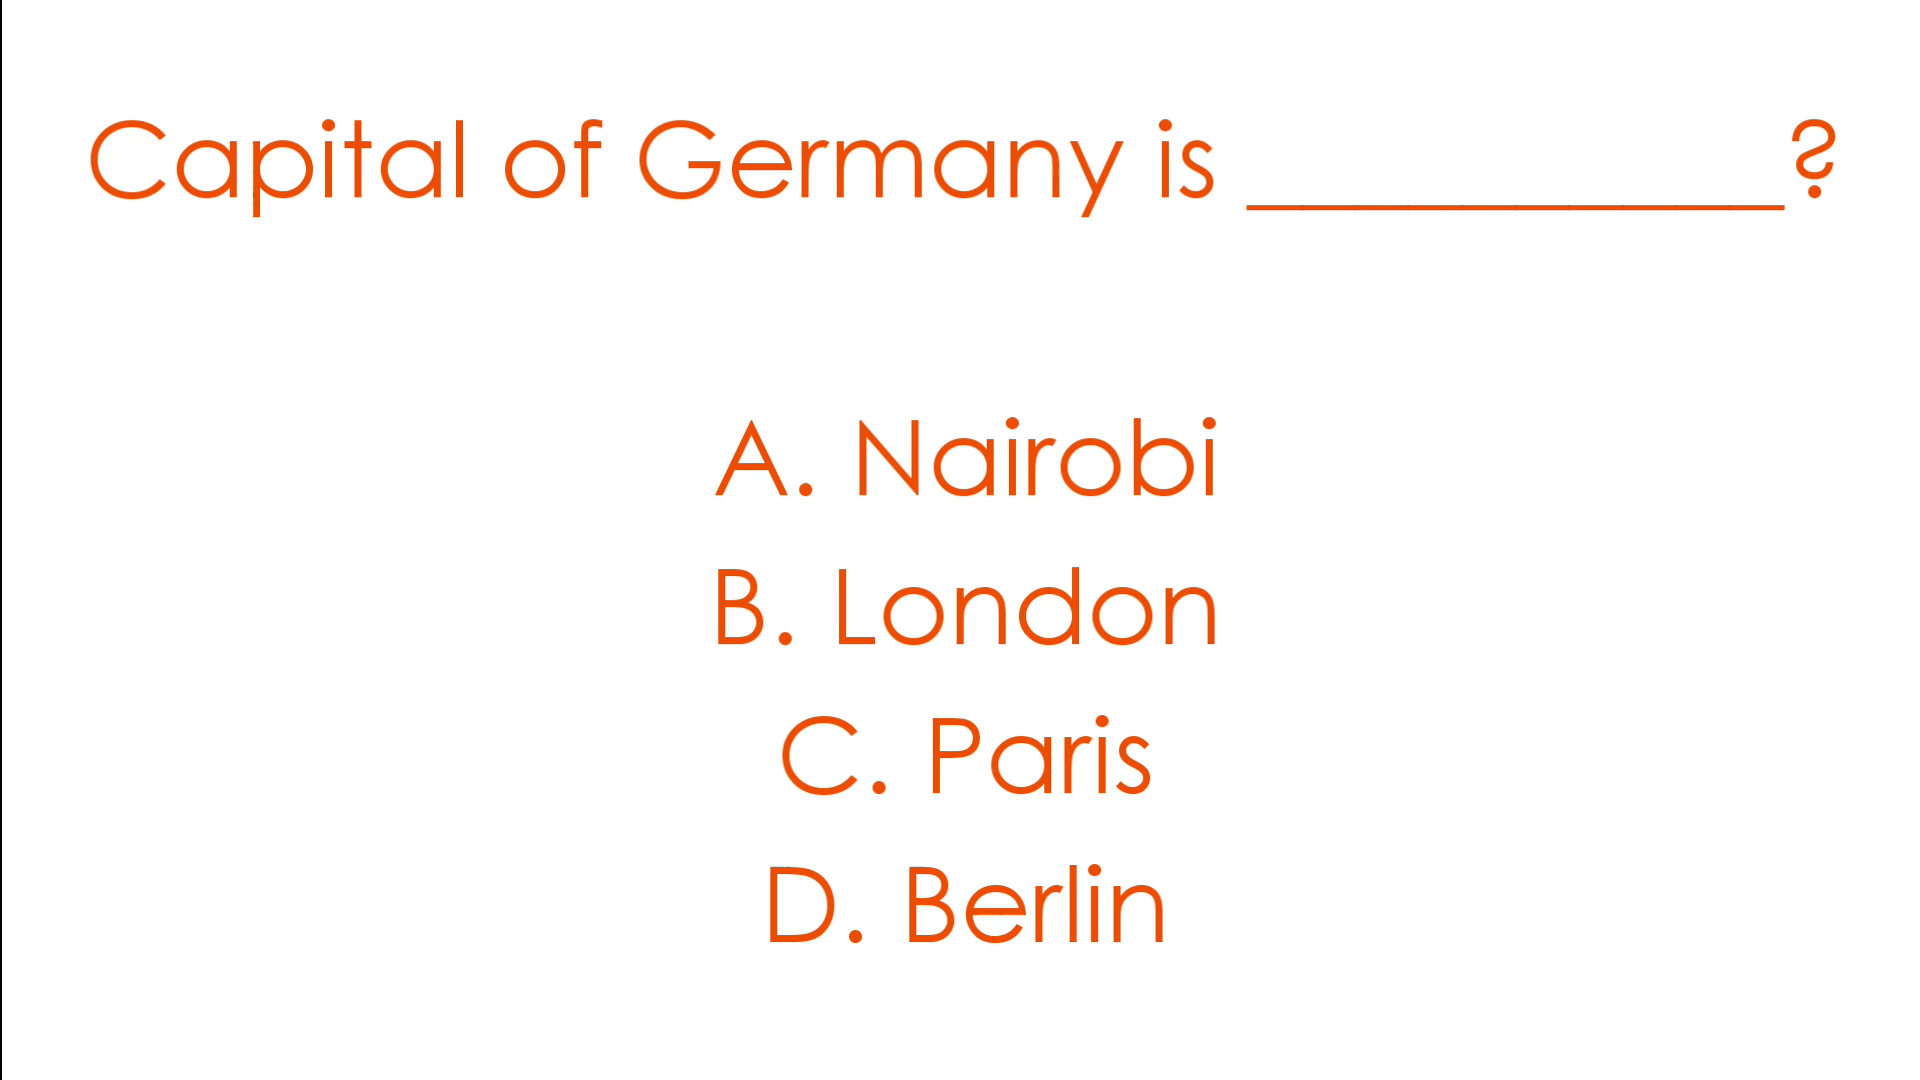 Capital of Germany is __________?
A. Nairobi
B. London
C. Paris
D. Berlin